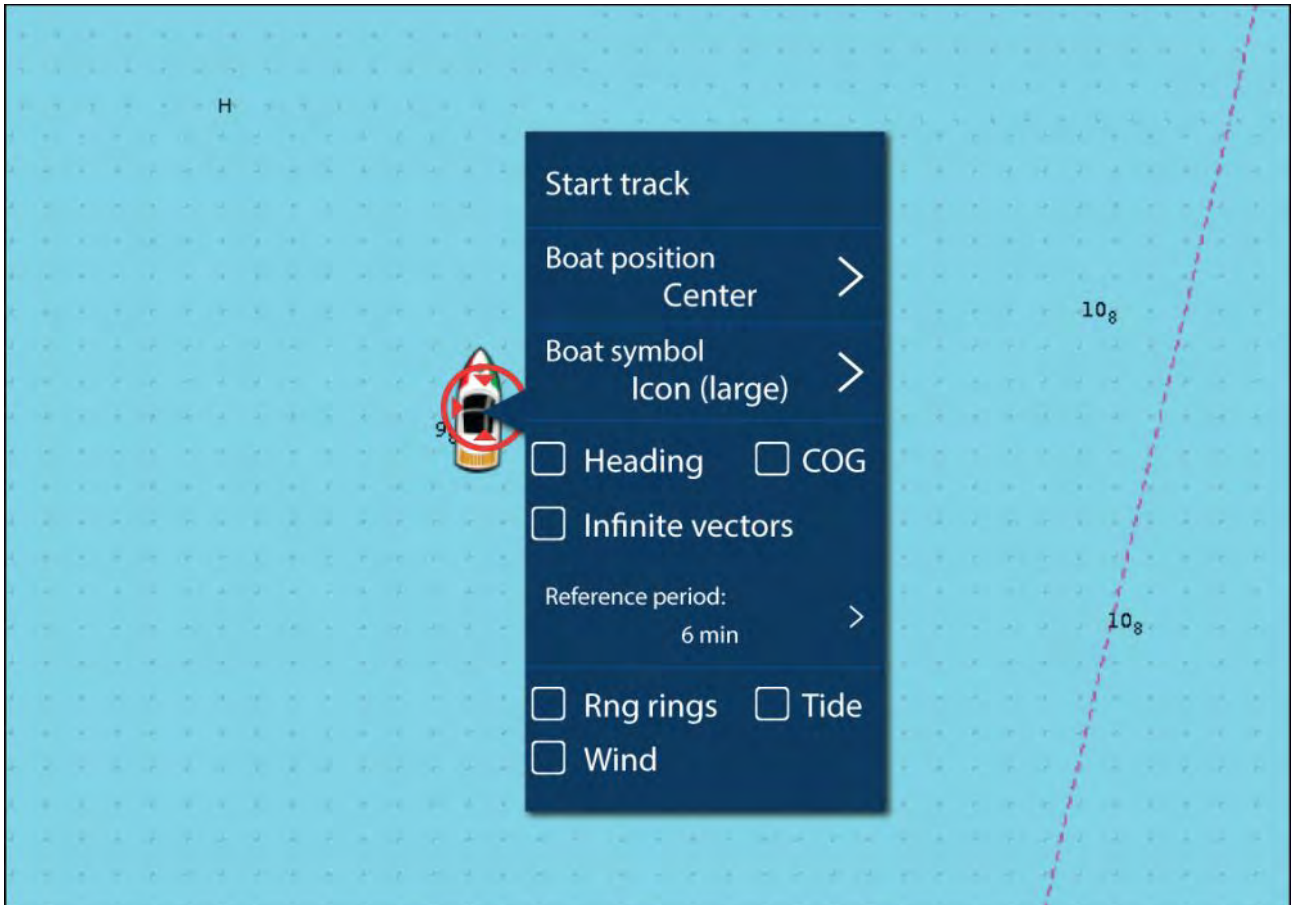 H
Start track
Boat position
Center
10₈
Boat symbol
Icon (large)
9₈
Heading COG
Infinite vectors
Reference period:
6 min
10₈
Rng rings Tide
Wind